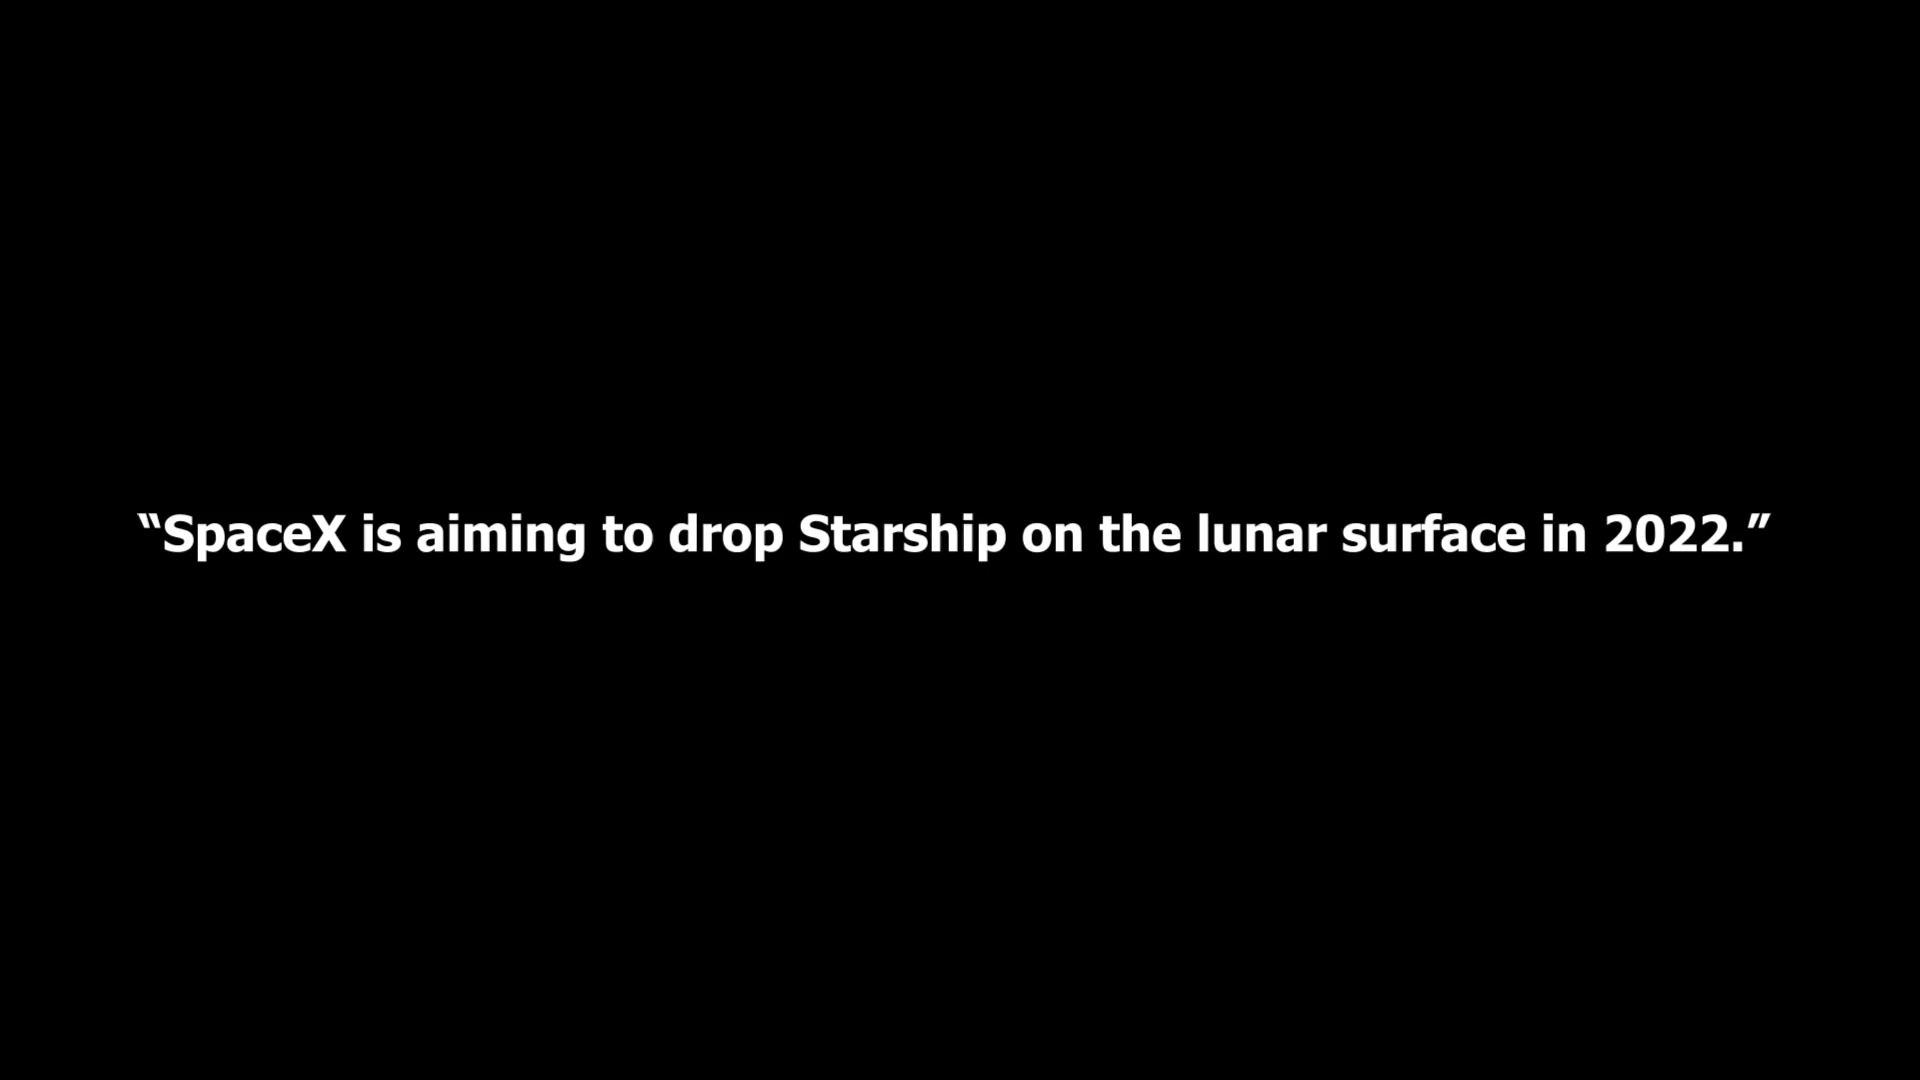 “SpaceX is aiming to drop Starship on the lunar surface in 2022.”